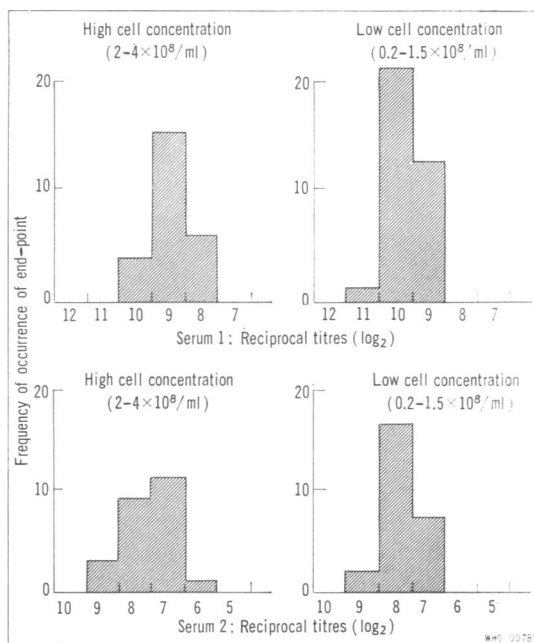 High cell concentration
(2–4×10⁸/ml)
Low cell concentration
(0.2–1.5×10⁸/ml)
20
10
0
12 11 10 9 8 7
20
10
0
12 11 10 9 8 7
Serum 1: Reciprocal titres (log₂)
Frequency of occurrence of end-point
High cell concentration
(2–4×10⁸/ml)
Low cell concentration
(0.2–1.5×10⁸/ml)
20
10
0
10 9 8 7 6 5
20
10
0
10 9 8 7 6 5
Serum 2: Reciprocal titres (log₂)
WHO 0078